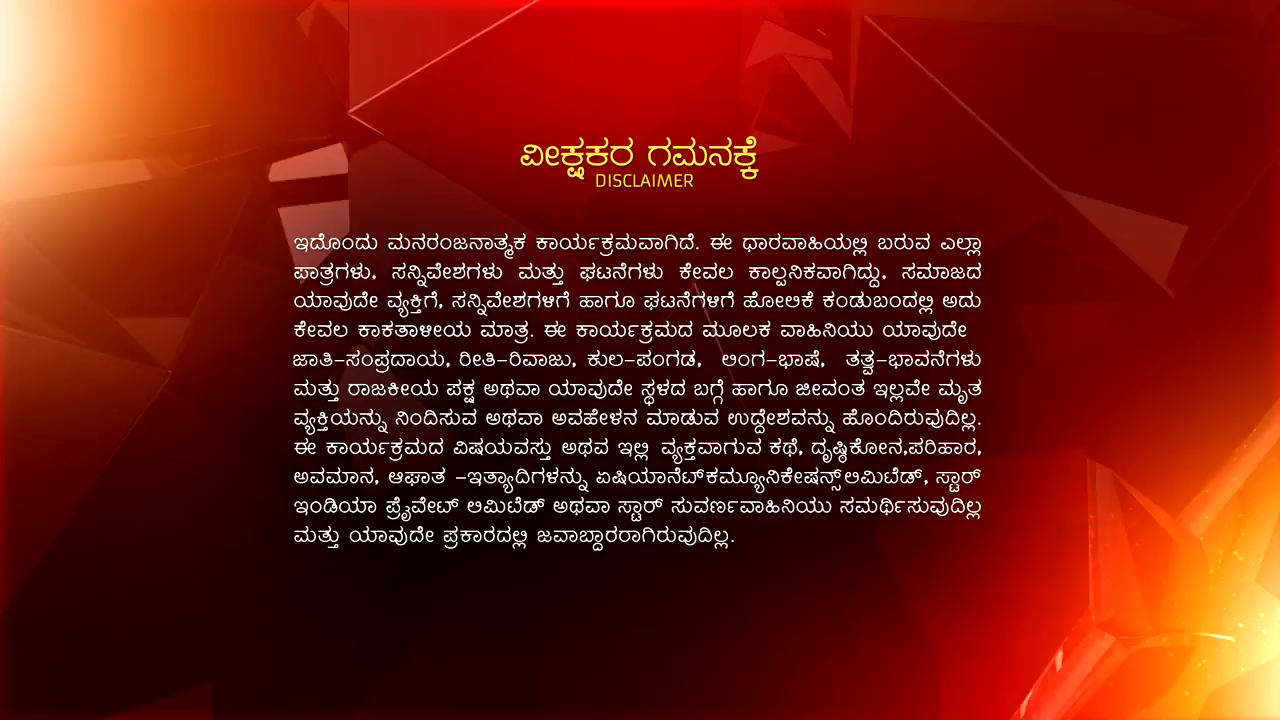 ವೀಕ್ಷಕರ ಗಮನಕ್ಕೆ
DISCLAIMER
ಇದೊಂದು ಮನರಂಜನಾತ್ಮಕ ಕಾರ್ಯಕ್ರಮವಾಗಿದೆ. ಈ ಧಾರವಾಹಿಯಲ್ಲಿ ಬರುವ ಎಲ್ಲಾ
ಪಾತ್ರಗಳು, ಸನ್ನಿವೇಶಗಳು ಮತ್ತು ಘಟನೆಗಳು ಕೇವಲ ಕಾಲ್ಪನಿಕವಾಗಿದ್ದು, ಸಮಾಜದ
ಯಾವುದೇ ವ್ಯಕ್ತಿಗೆ, ಸನ್ನಿವೇಶಗಳಿಗೆ ಹಾಗೂ ಘಟನೆಗಳಿಗೆ ಹೋಲಿಕೆ ಕಂಡುಬಂದಲ್ಲಿ ಅದು
ಕೇವಲ ಕಾಕತಾಳೀಯ ಮಾತ್ರ. ಈ ಕಾರ್ಯಕ್ರಮದ ಮೂಲಕ ವಾಹಿನಿಯು ಯಾವುದೇ
ಜಾತಿ-ಸಂಪ್ರದಾಯ, ರೀತಿ-ರಿವಾಜು, ಕುಲ-ಪಂಗಡ, ಲಿಂಗ-ಭಾಷೆ, ತತ್ವ-ಭಾವನೆಗಳು
ಮತ್ತು ರಾಜಕೀಯ ಪಕ್ಷ ಅಥವಾ ಯಾವುದೇ ಸ್ಥಳದ ಬಗ್ಗೆ ಹಾಗೂ ಜೀವಂತ ಇಲ್ಲವೇ ಮೃತ
ವ್ಯಕ್ತಿಯನ್ನು ನಿಂದಿಸುವ ಅಥವಾ ಅವಹೇಳನ ಮಾಡುವ ಉದ್ದೇಶವನ್ನು ಹೊಂದಿರುವುದಿಲ್ಲ.
ಈ ಕಾರ್ಯಕ್ರಮದ ವಿಷಯವಸ್ತು ಅಥವ ಇಲ್ಲಿ ವ್ಯಕ್ತವಾಗುವ ಕಥೆ, ದೃಷ್ಠಿಕೋನ,ಪರಿಹಾರ,
ಅವಮಾನ, ಆಘಾತ -ಇತ್ಯಾದಿಗಳನ್ನು ಏಷಿಯಾನೆಟ್‌ಕಮ್ಯೂನಿಕೇಷನ್ಸ್‌ಲಿಮಿಟೆಡ್, ಸ್ಟಾರ್
ಇಂಡಿಯಾ ಪ್ರೈವೇಟ್ ಲಿಮಿಟೆಡ್ ಅಥವಾ ಸ್ಟಾರ್ ಸುವರ್ಣವಾಹಿನಿಯು ಸಮರ್ಥಿಸುವುದಿಲ್ಲ
ಮತ್ತು ಯಾವುದೇ ಪ್ರಕಾರದಲ್ಲಿ ಜವಾಬ್ದಾರರಾಗಿರುವುದಿಲ್ಲ.